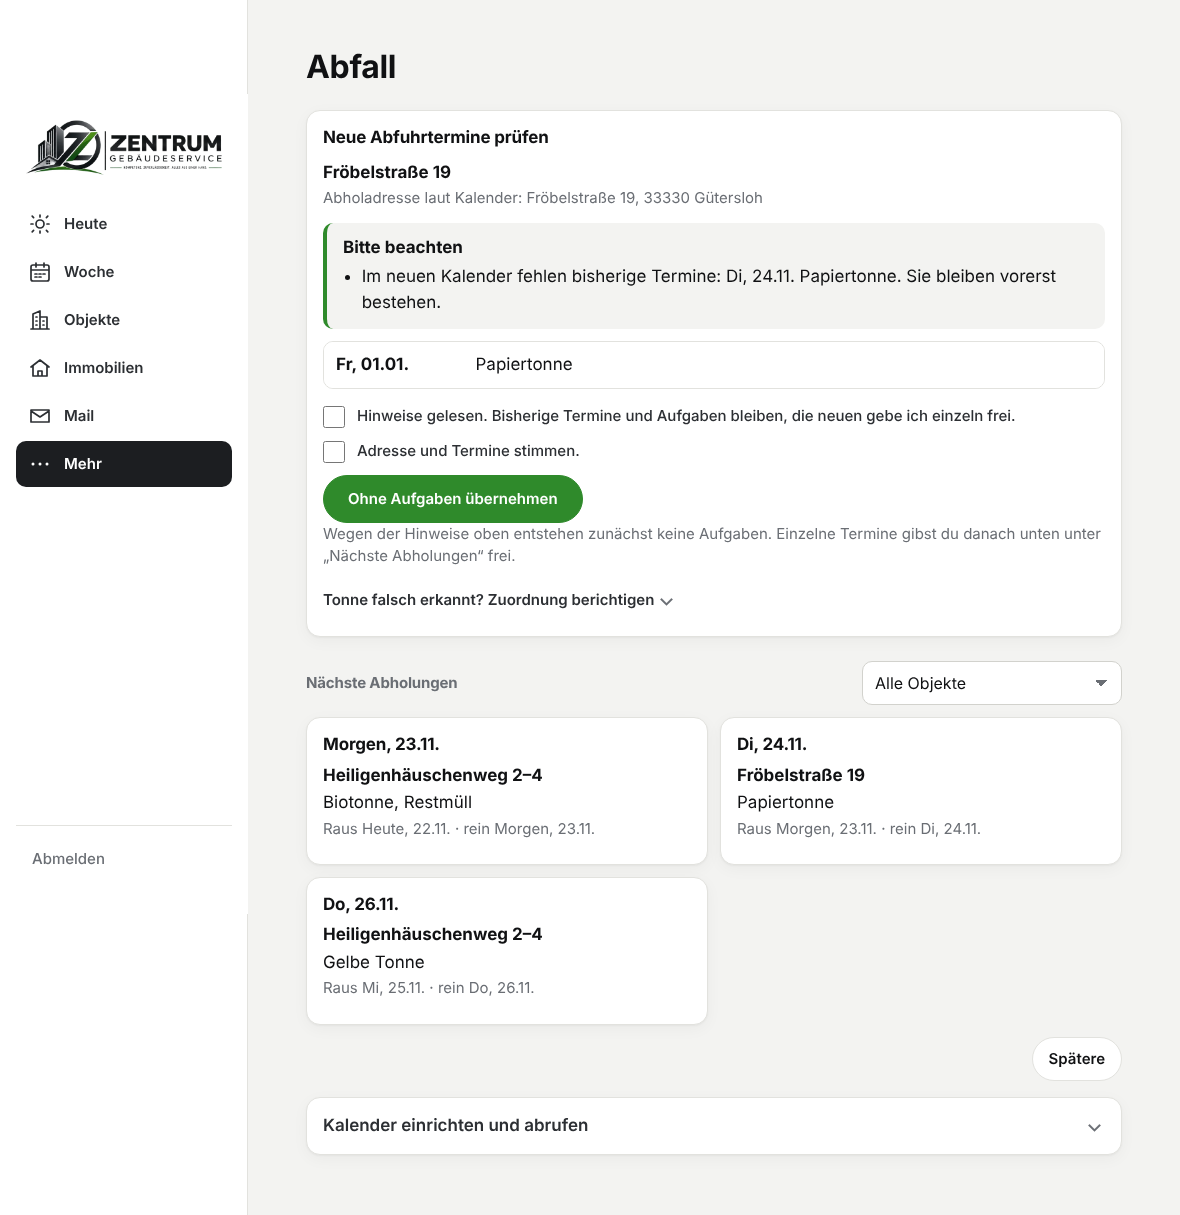 ZENTRUM
GEBÄUDESERVICE
Heute
Woche
Objekte
Immobilien
Mail
Mehr
Abmelden
Abfall
Neue Abfuhrtermine prüfen
Fröbelstraße 19
Abholadresse laut Kalender: Fröbelstraße 19, 33330 Gütersloh
Bitte beachten
• Im neuen Kalender fehlen bisherige Termine: Di, 24.11. Papiertonne. Sie bleiben vorerst
bestehen.
Fr, 01.01. Papiertonne
Hinweise gelesen. Bisherige Termine und Aufgaben bleiben, die neuen gebe ich einzeln frei.
Adresse und Termine stimmen.
Ohne Aufgaben übernehmen
Wegen der Hinweise oben entstehen zunächst keine Aufgaben. Einzelne Termine gibst du danach unten unter
„Nächste Abholungen“ frei.
Tonne falsch erkannt? Zuordnung berichtigen
Nächste Abholungen
Alle Objekte
Morgen, 23.11.
Heiligenhäuschenweg 2–4
Biotonne, Restmüll
Raus Heute, 22.11. · rein Morgen, 23.11.
Di, 24.11.
Fröbelstraße 19
Papiertonne
Raus Morgen, 23.11. · rein Di, 24.11.
Do, 26.11.
Heiligenhäuschenweg 2–4
Gelbe Tonne
Raus Mi, 25.11. · rein Do, 26.11.
Spätere
Kalender einrichten und abrufen